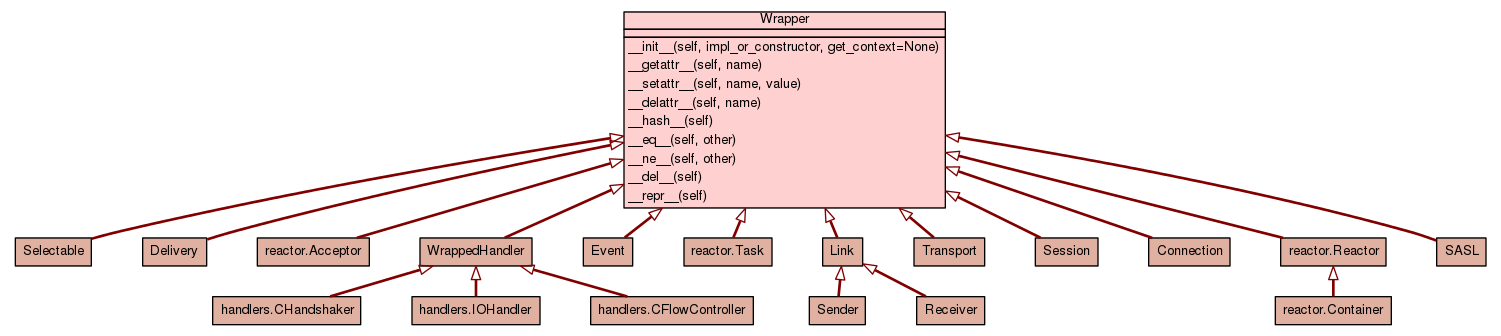 Wrapper
__init__(self, impl_or_constructor, get_context=None)
__getattr__(self, name)
__setattr__(self, name, value)
__delattr__(self, name)
__hash__(self)
__eq__(self, other)
__ne__(self, other)
__del__(self)
__repr__(self)
Selectable
Delivery
reactor.Acceptor
WrappedHandler
Event
reactor.Task
Link
Transport
Session
Connection
reactor.Reactor
SASL
handlers.CHandshaker
handlers.IOHandler
handlers.CFlowController
Sender
Receiver
reactor.Container